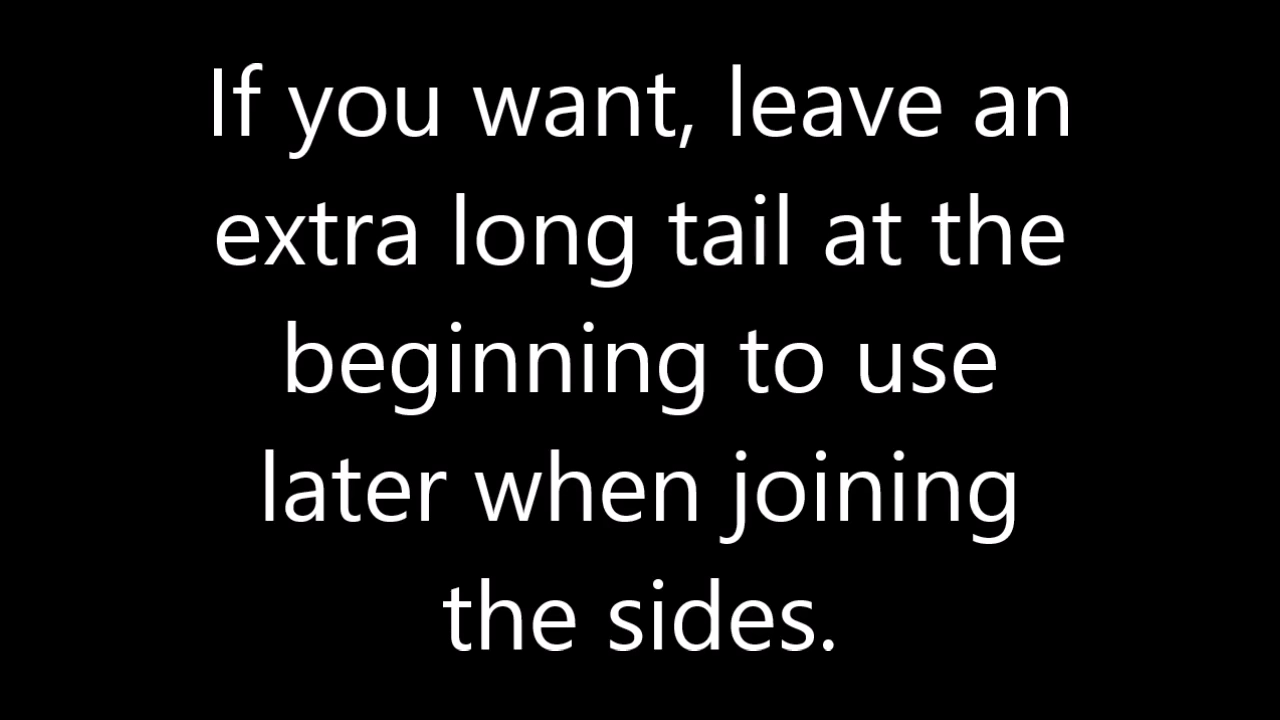 If you want, leave an
extra long tail at the
beginning to use
later when joining
the sides.